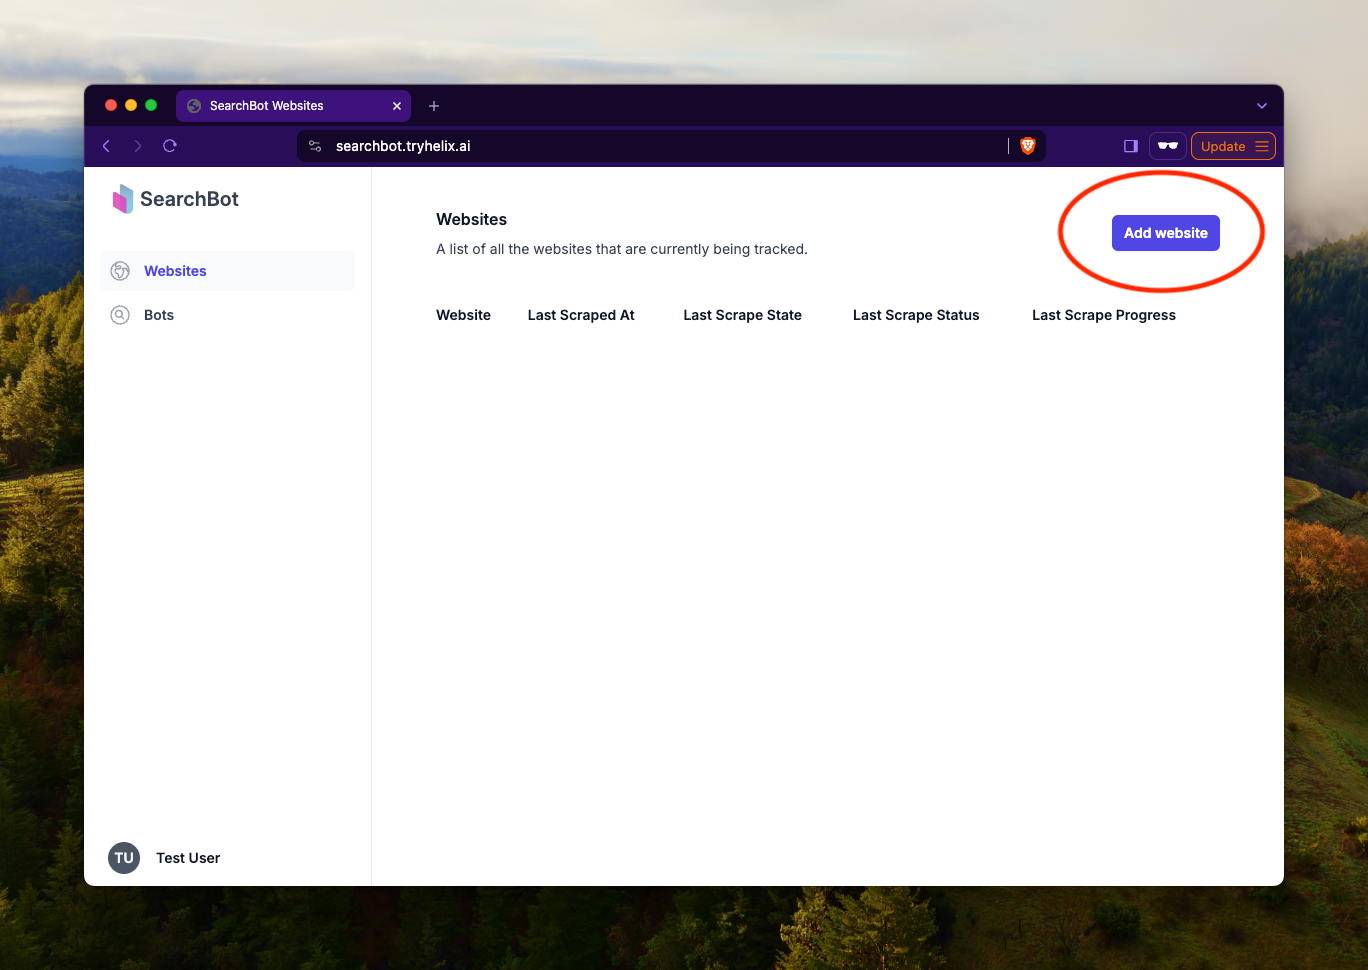 SearchBot Websites
searchbot.tryhelix.ai
Update
SearchBot
Websites
Bots
Websites
A list of all the websites that are currently being tracked.
Add website
Website Last Scraped At Last Scrape State Last Scrape Status Last Scrape Progress
TU Test User